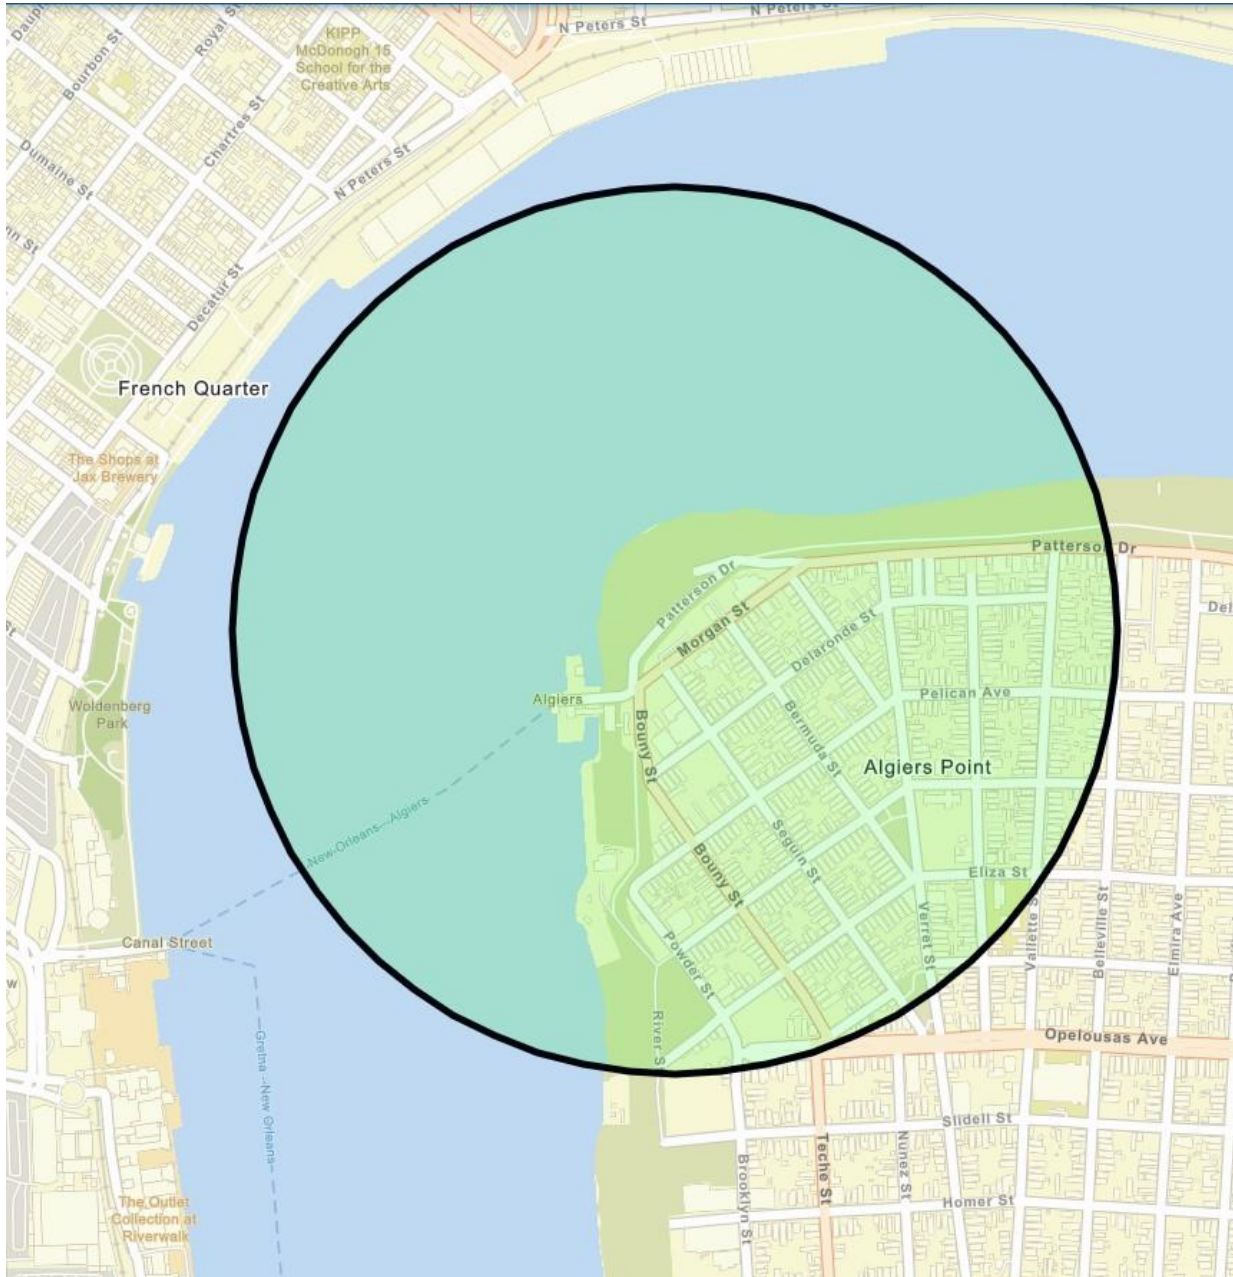 N Peters St
N Peters St
Royal St
KIPP
McDonogh 15
School for the
Creative Arts
Bourbon St
Chartres St
Dumaine St
N Peters St
Decatur St
French Quarter
The Shops at
Jax Brewery
Patterson Dr
Patterson Dr
Morgan St
Delaronde St
Algiers
Pelican Ave
Woldenberg
Park
Bouny St
Bermuda St
Algiers Point
New Orleans---Algiers
Seguin St
Bouny St
Eliza St
Canal Street
Powder St
Verret St
Vallette St
Belleville St
Elmira Ave
River S
Opelousas Ave
Gretna --New Orleans
Slidell St
Teche St
Nunez St
Brooklyn St
Homer St
The Outlet
Collection at
Riverwalk